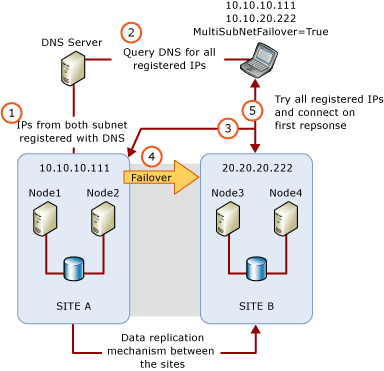 10.10.10.111
10.10.20.222
MultiSubNetFailover=True
DNS Server
2
Query DNS for all
registered IPs
1
IPs from both subnet
registered with DNS
5
Try all registered IPs
and connect on
first repsonse
3
4
Failover
10.10.10.111
Node1
Node2
SITE A
20.20.20.222
Node3
Node4
SITE B
Data replication
mechanism between
the sites